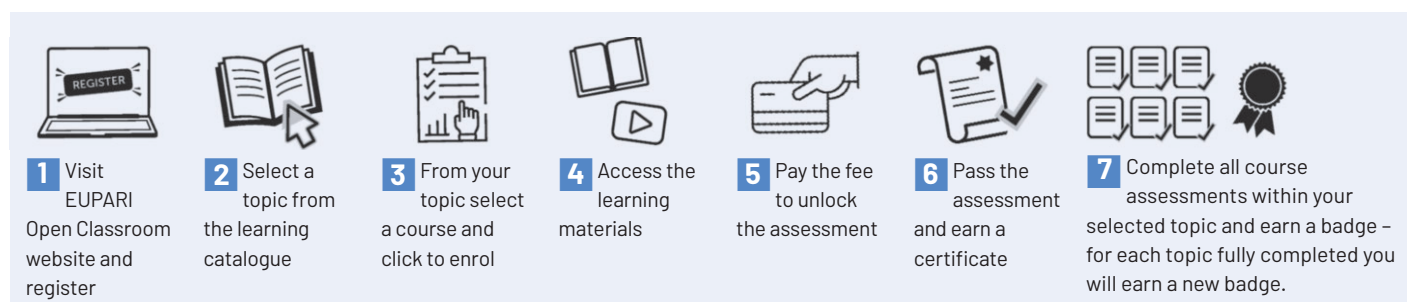 REGISTER
1 Visit
EUPARI
Open Classroom
website and
register
2 Select a
topic from
the learning
catalogue
3 From your
topic select
a course and
click to enrol
4 Access the
learning
materials
5 Pay the fee
to unlock
the assessment
6 Pass the
assessment
and earn a
certificate
7 Complete all course
assessments within your
selected topic and earn a badge –
for each topic fully completed you
will earn a new badge.